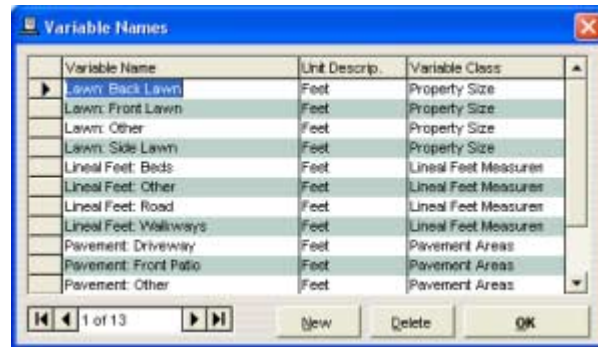 Variable Names
Variable Name Unit Descrip. Variable Class
Lawn: Back Lawn Feet Property Size
Lawn: Front Lawn Feet Property Size
Lawn: Other Feet Property Size
Lawn: Side Lawn Feet Property Size
Lineal Feet: Beds Feet Lineal Feet Measuren
Lineal Feet: Other Feet Lineal Feet Measuren
Lineal Feet: Road Feet Lineal Feet Measuren
Lineal Feet: Walkways Feet Lineal Feet Measuren
Pavement: Driveway Feet Pavement Areas
Pavement: Front Patio Feet Pavement Areas
Pavement: Other Feet Pavement Areas
1 of 13 New Delete OK